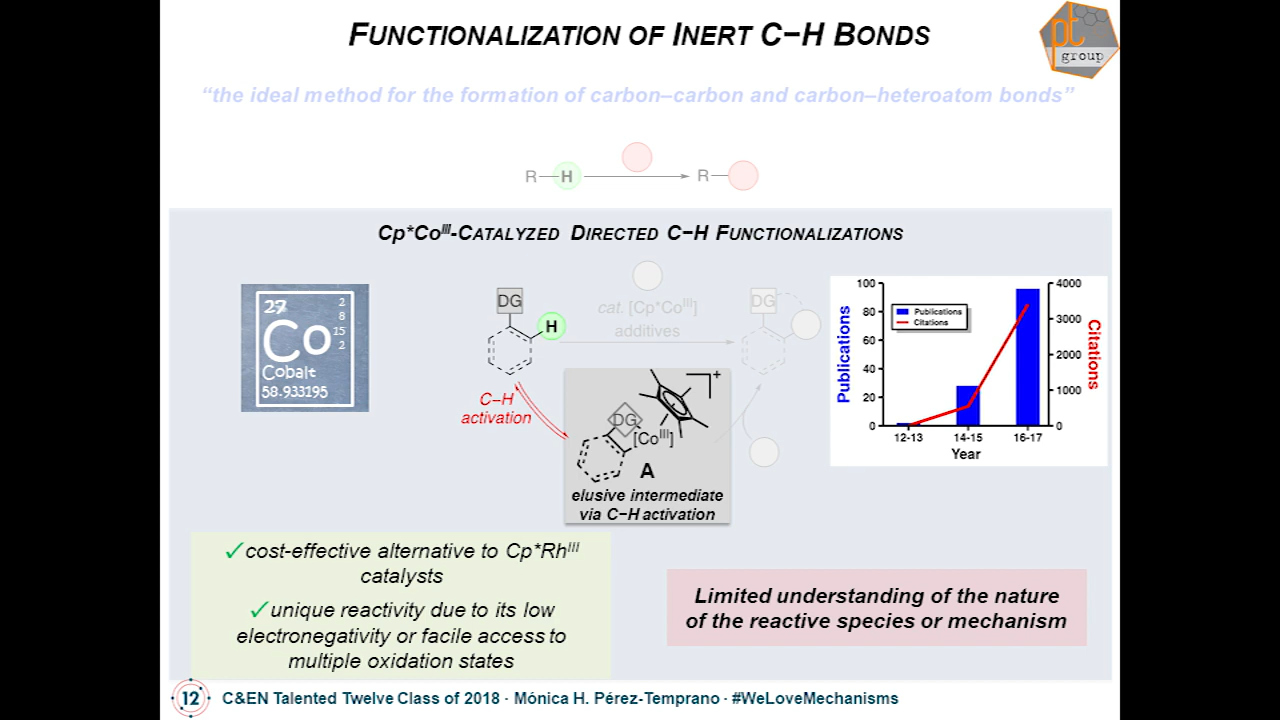 FUNCTIONALIZATION OF INERT C−H BONDS
pt
group
“the ideal method for the formation of carbon–carbon and carbon–heteroatom bonds”
R
H
R
Cp*CoIII-CATALYZED DIRECTED C−H FUNCTIONALIZATIONS
27
2
8
15
2
Co
Cobalt
58.933195
DG
H
cat. [Cp*CoIII]
additives
DG
C−H
activation
DG
[CoIII]
+
A
elusive intermediate
via C−H activation
Publications
100
80
60
40
20
0
Publications
Citations
4000
3000
2000
1000
0
Citations
12-13
14-15
16-17
Year
✓cost-effective alternative to Cp*RhIII
catalysts
✓unique reactivity due to its low
electronegativity or facile access to
multiple oxidation states
Limited understanding of the nature
of the reactive species or mechanism
12
C&EN Talented Twelve Class of 2018 · Mónica H. Pérez-Temprano · #WeLoveMechanisms